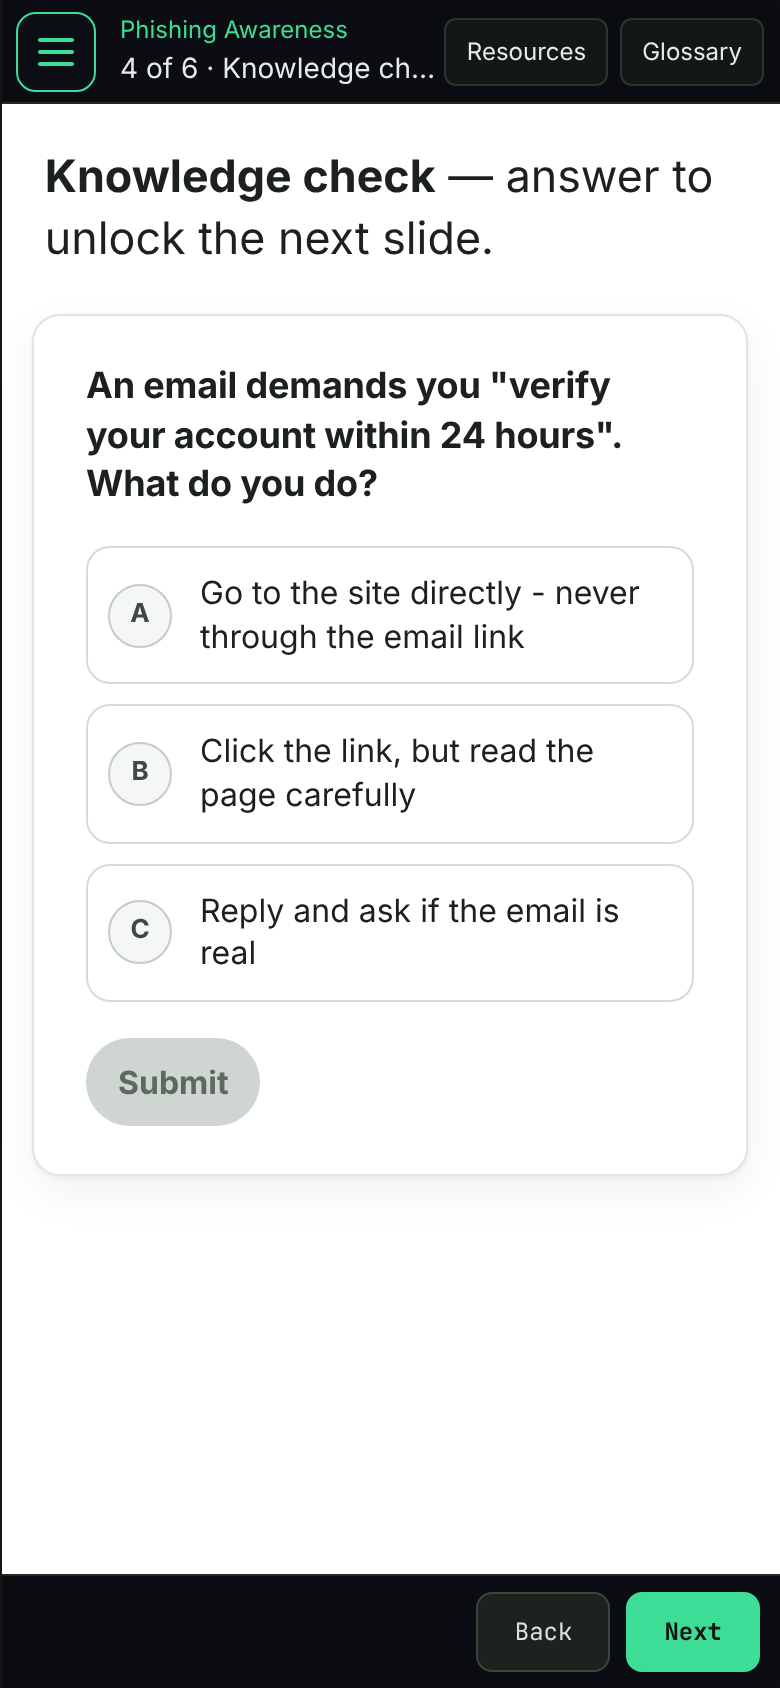 Phishing Awareness
4 of 6 · Knowledge ch...
Resources
Glossary
Knowledge check — answer to
unlock the next slide.
An email demands you "verify
your account within 24 hours".
What do you do?
A
Go to the site directly - never
through the email link
B
Click the link, but read the
page carefully
C
Reply and ask if the email is
real
Submit
Back
Next